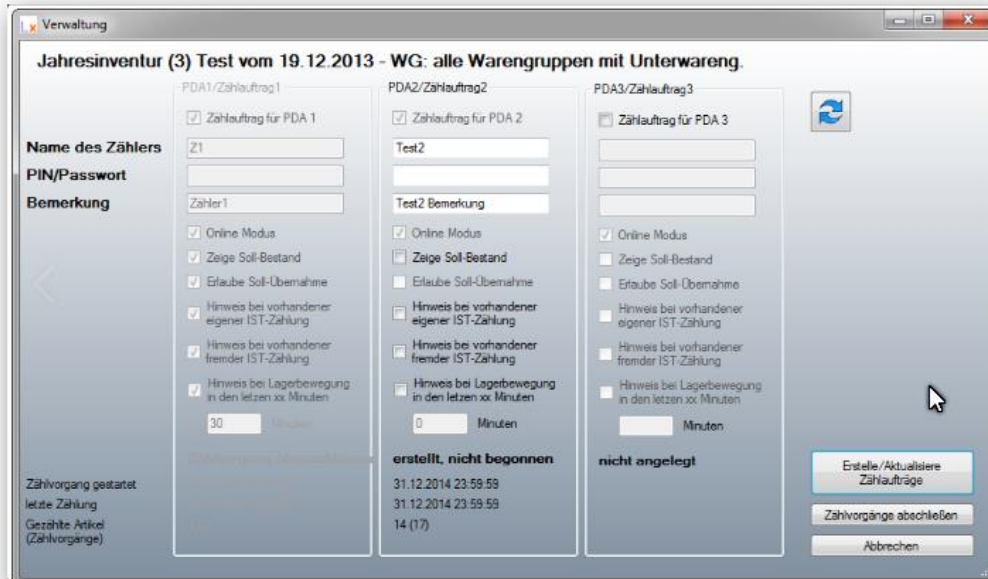 Verwaltung
Jahresinventur (3) Test vom 19.12.2013 - WG: alle Warengruppen mit Unterwareng.
PDA1/Zählauftrag1
PDA2/Zählauftrag2
PDA3/Zählauftrag3
Zählauftrag für PDA 1
Zählauftrag für PDA 2
Zählauftrag für PDA 3
Name des Zählers
Z1
Test2
PIN/Passwort
Bemerkung
Zähler1
Test2 Bemerkung
Online Modus
Online Modus
Online Modus
Zeige Soll-Bestand
Zeige Soll-Bestand
Zeige Soll-Bestand
Erlaube Soll-Übernahme
Erlaube Soll-Übernahme
Erlaube Soll-Übernahme
Hinweis bei vorhandener
eigener IST-Zählung
Hinweis bei vorhandener
eigener IST-Zählung
Hinweis bei vorhandener
eigener IST-Zählung
Hinweis bei vorhandener
fremder IST-Zählung
Hinweis bei vorhandener
fremder IST-Zählung
Hinweis bei vorhandener
fremder IST-Zählung
Hinweis bei Lagerbewegung
in den letzen xx Minuten
Hinweis bei Lagerbewegung
in den letzen xx Minuten
Hinweis bei Lagerbewegung
in den letzen xx Minuten
30 Minuten
0 Minuten
Minuten
erstellt, nicht begonnen
nicht angelegt
Zählvorgang gestartet
31.12.2014 23:59:59
letzte Zählung
31.12.2014 23:59:59
Gezählte Artikel
(Zählvorgänge)
14 (17)
Erstelle/Aktualisiere
Zählaufträge
Zählvorgänge abschließen
Abbrechen